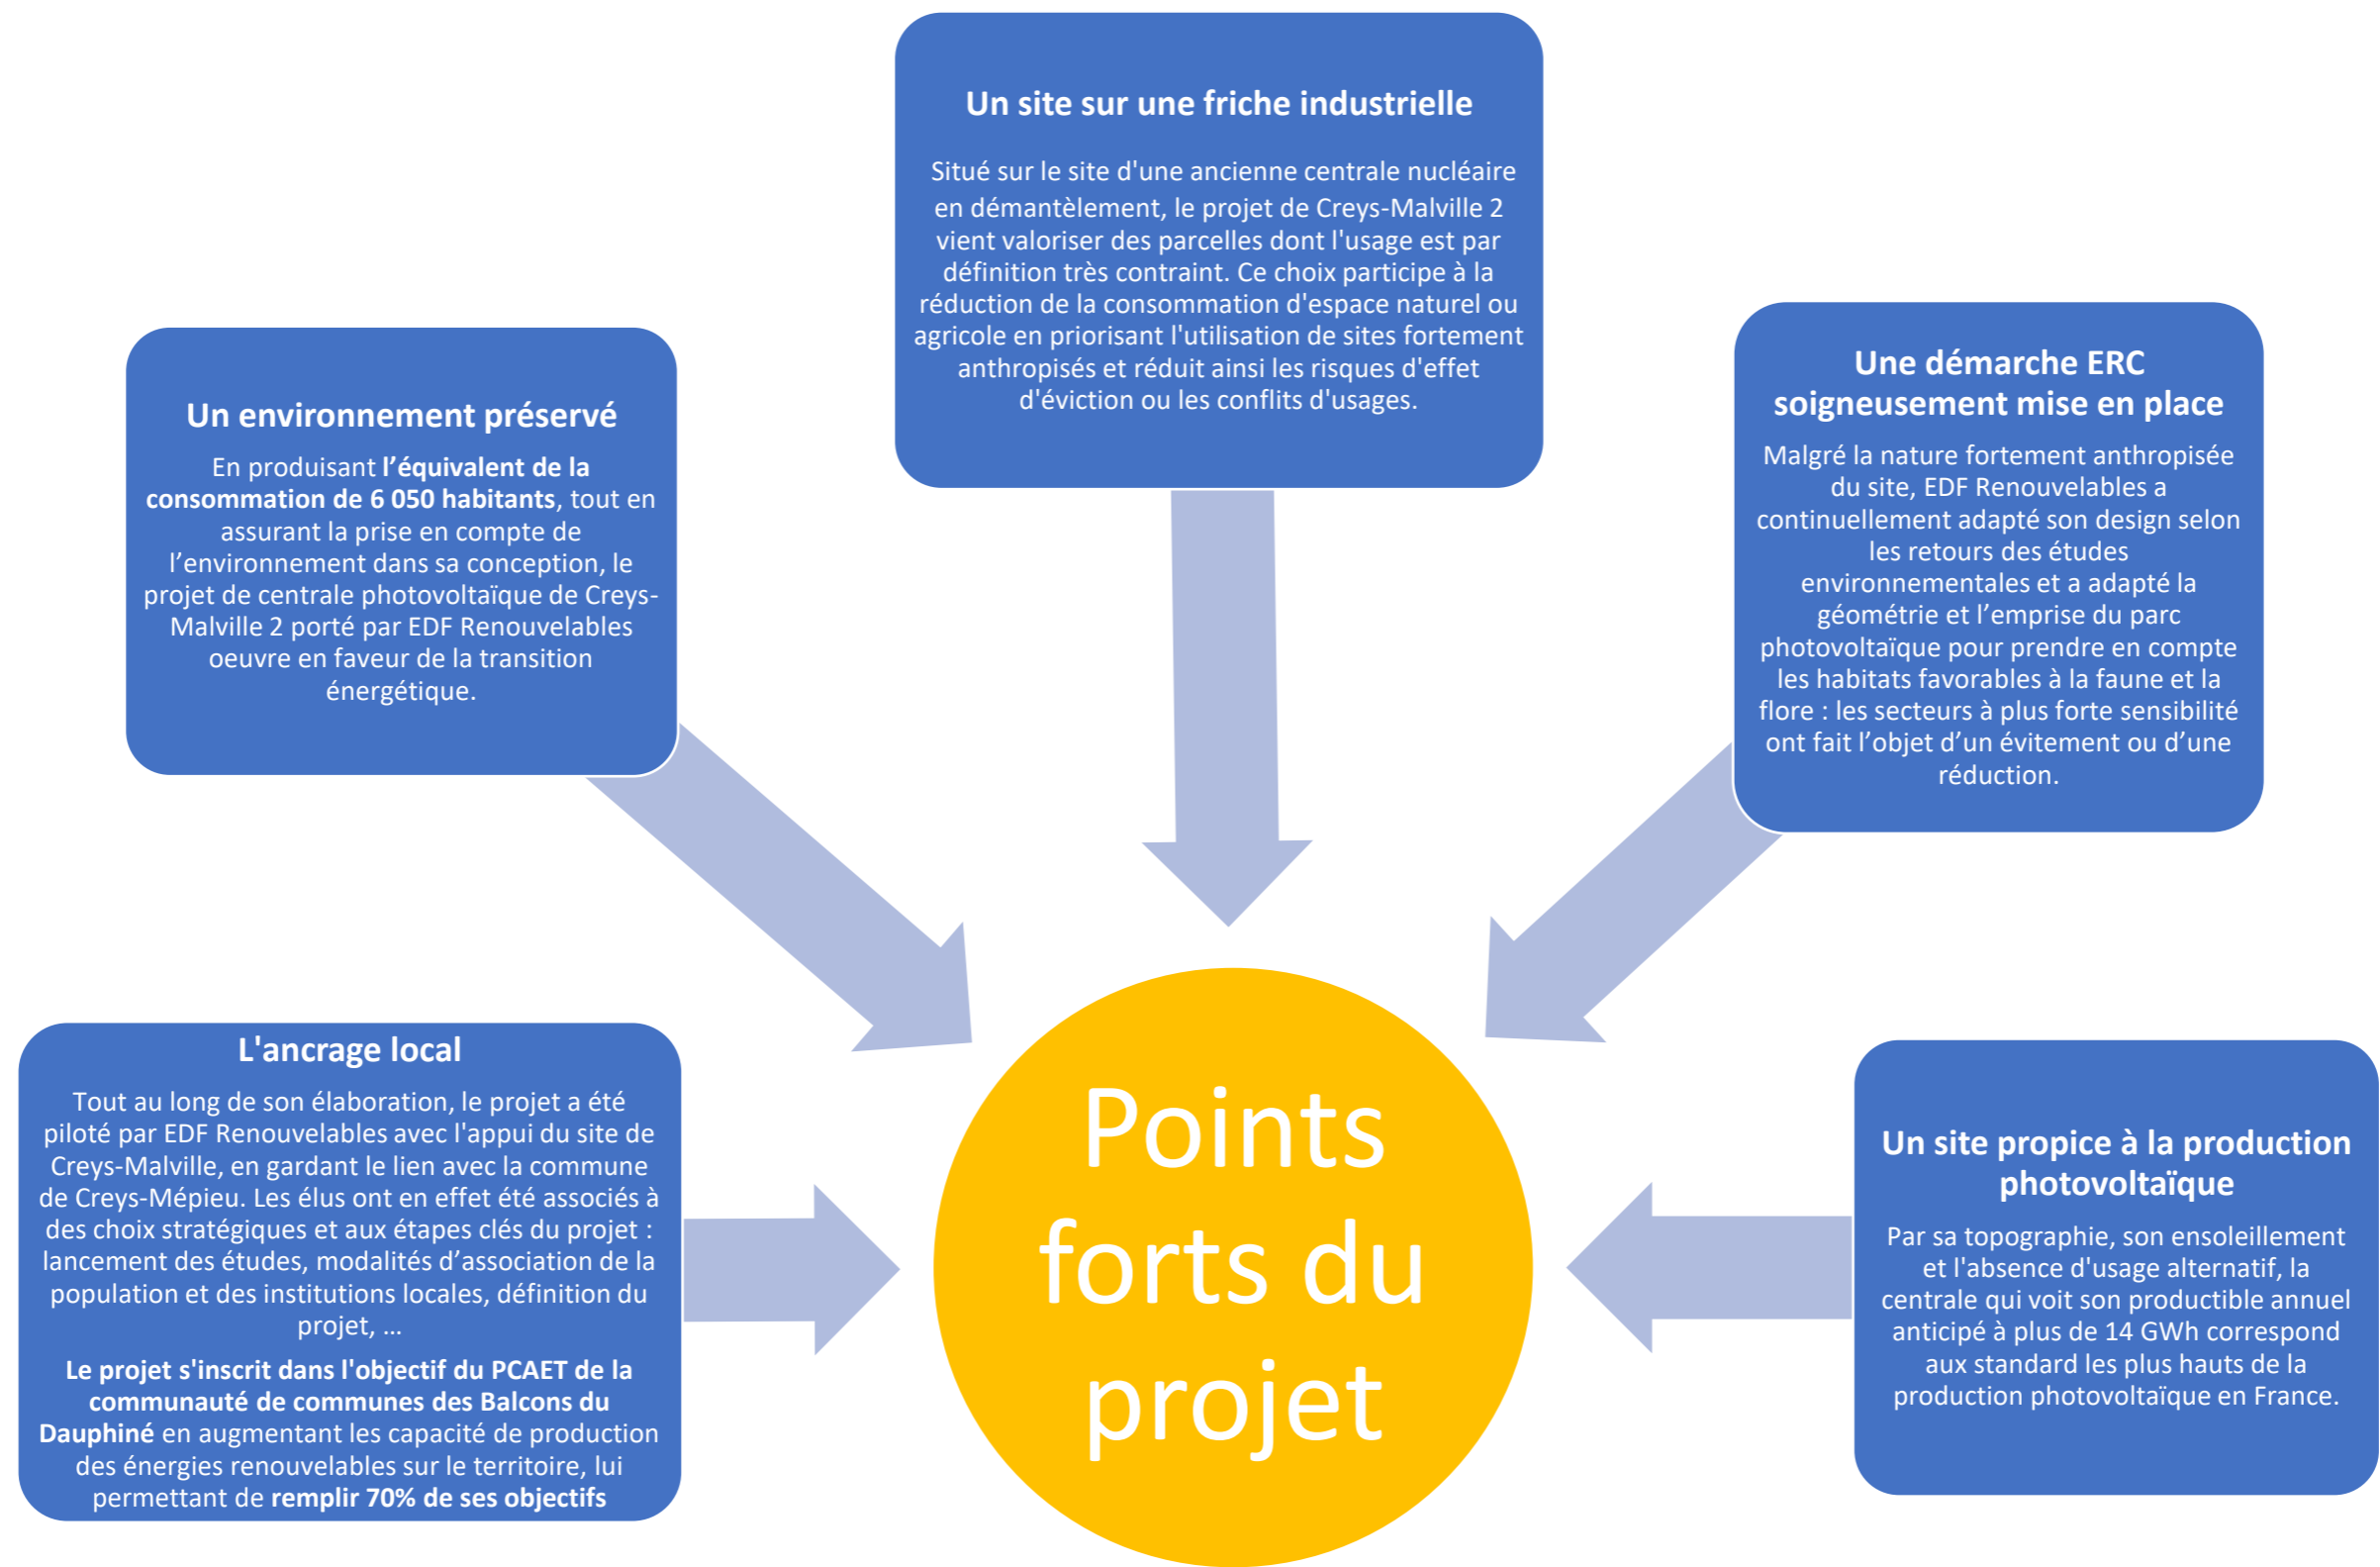 Un site sur une friche industrielle
Situé sur le site d'une ancienne centrale nucléaire
en démantèlement, le projet de Creys-Malville 2
vient valoriser des parcelles dont l'usage est par
définition très contraint. Ce choix participe à la
réduction de la consommation d'espace naturel ou
agricole en priorisant l'utilisation de sites fortement
anthropisés et réduit ainsi les risques d'effet
d'éviction ou les conflits d'usages.
Un environnement préservé
En produisant l’équivalent de la
consommation de 6 050 habitants, tout en
assurant la prise en compte de
l’environnement dans sa conception, le
projet de centrale photovoltaïque de Creys-
Malville 2 porté par EDF Renouvelables
oeuvre en faveur de la transition
énergétique.
Une démarche ERC
soigneusement mise en place
Malgré la nature fortement anthropisée
du site, EDF Renouvelables a
continuellement adapté son design selon
les retours des études
environnementales et a adapté la
géométrie et l’emprise du parc
photovoltaïque pour prendre en compte
les habitats favorables à la faune et la
flore : les secteurs à plus forte sensibilité
ont fait l’objet d’un évitement ou d’une
réduction.
L'ancrage local
Tout au long de son élaboration, le projet a été
piloté par EDF Renouvelables avec l'appui du site de
Creys-Malville, en gardant le lien avec la commune
de Creys-Mépieu. Les élus ont en effet été associés à
des choix stratégiques et aux étapes clés du projet :
lancement des études, modalités d’association de la
population et des institutions locales, définition du
projet, …
Le projet s'inscrit dans l'objectif du PCAET de la
communauté de communes des Balcons du
Dauphiné en augmentant les capacité de production
des énergies renouvelables sur le territoire, lui
permettant de remplir 70% de ses objectifs
Points
forts du
projet
Un site propice à la production
photovoltaïque
Par sa topographie, son ensoleillement
et l'absence d'usage alternatif, la
centrale qui voit son productible annuel
anticipé à plus de 14 GWh correspond
aux standard les plus hauts de la
production photovoltaïque en France.